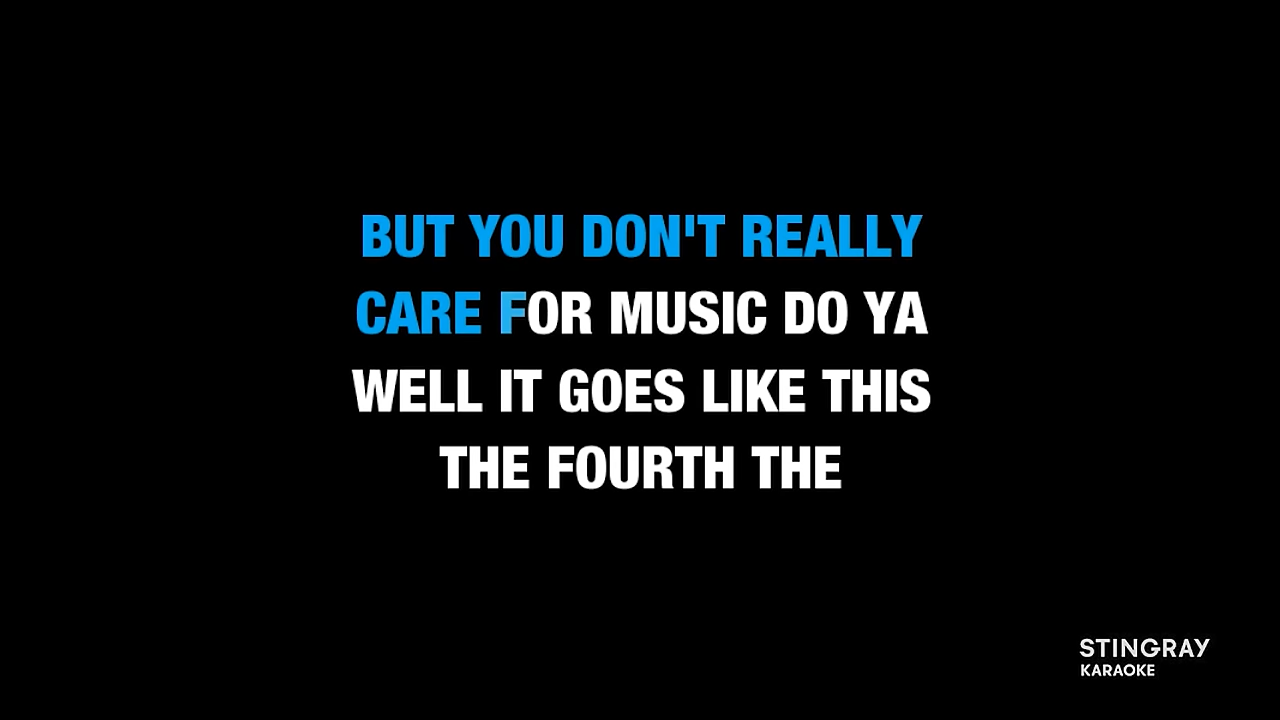 BUT YOU DON'T REALLY
CARE FOR MUSIC DO YA
WELL IT GOES LIKE THIS
THE FOURTH THE
STINGRAY
KARAOKE